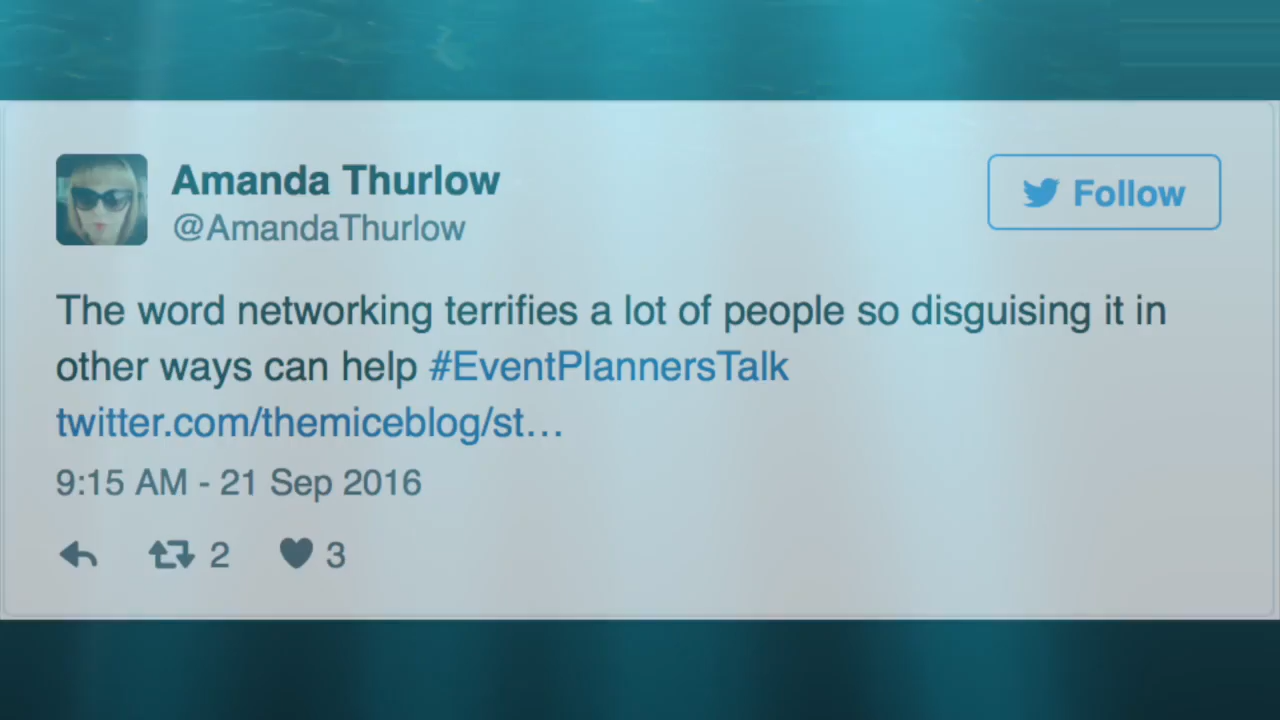 Amanda Thurlow
@AmandaThurlow
Follow
The word networking terrifies a lot of people so disguising it in
other ways can help #EventPlannersTalk
twitter.com/themiceblog/st…
9:15 AM - 21 Sep 2016
2 3